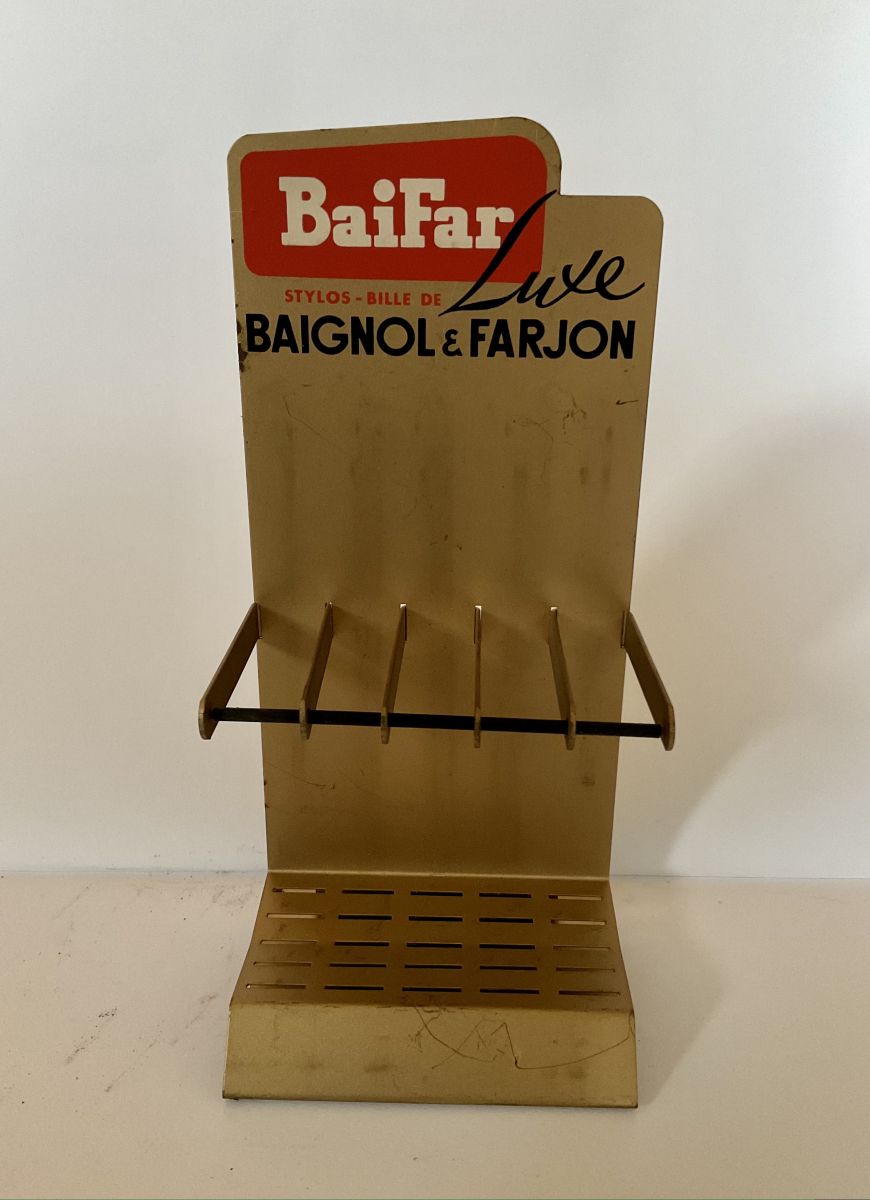 BaiFar
Luxe
STYLOS - BILLE DE
BAIGNOL & FARJON